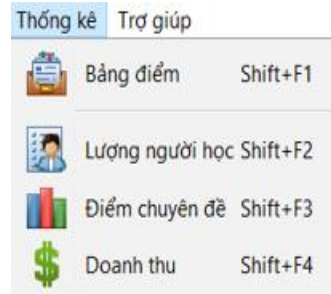 Thống kê Trợ giúp
Bảng điểm Shift+F1
Lượng người học Shift+F2
Điểm chuyên đề Shift+F3
Doanh thu Shift+F4